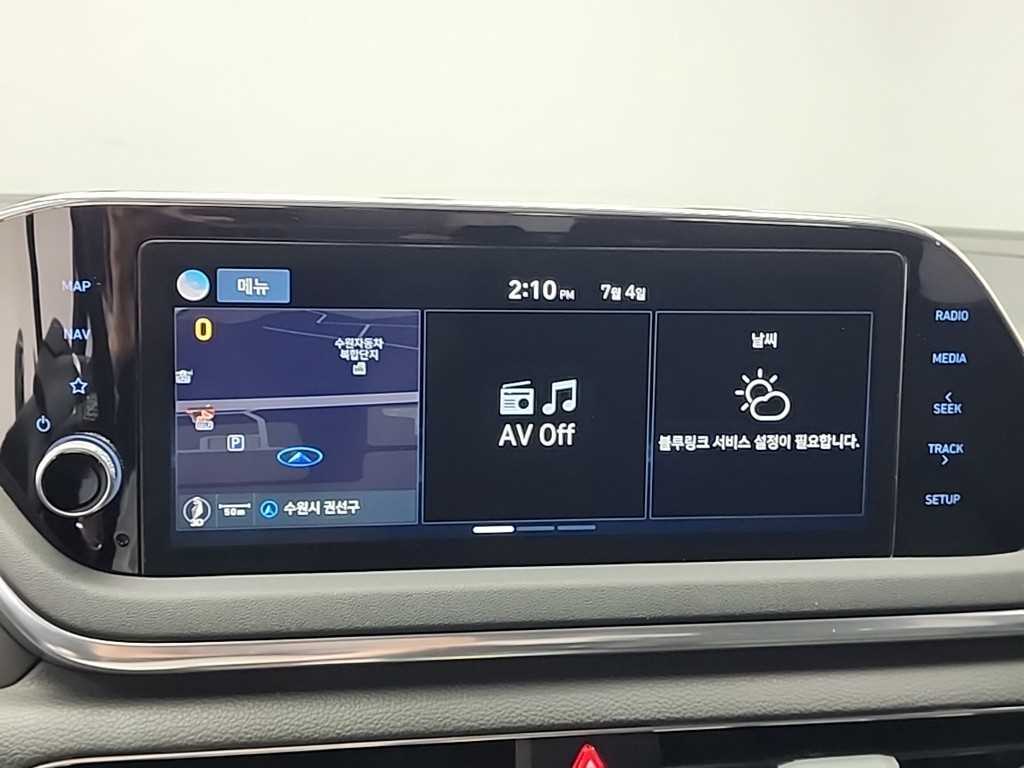 MAP
NAV
메뉴
2:10 PM
7월 4일
0
수원자동차
복합단지
P
3D
50m
수원시 권선구
AV Off
날씨
블루링크 서비스 설정이 필요합니다.
RADIO
MEDIA
SEEK
TRACK
SETUP